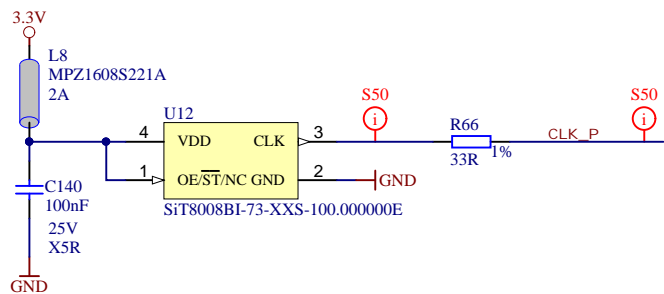 3.3V
L8
MPZ1608S221A
2A
U12
4
VDD
CLK
3
1
OE/ST/NC GND
2
GND
SiT8008BI-73-XXS-100.000000E
C140
100nF
25V
X5R
GND
S50
i
R66
33R
1%
CLK_P
S50
i